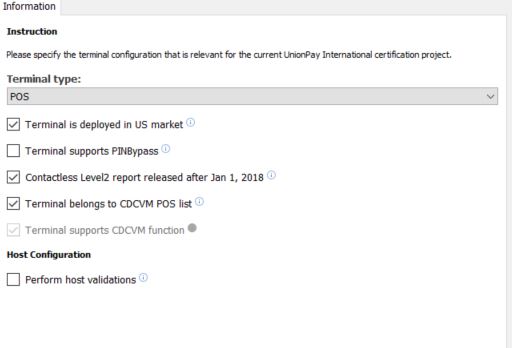 Information
Instruction
Please specify the terminal configuration that is relevant for the current UnionPay International certification project.
Terminal type:
POS
Terminal is deployed in US market
Terminal supports PINBypass
Contactless Level2 report released after Jan 1, 2018
Terminal belongs to CDCVM POS list
Terminal supports CDCVM function
Host Configuration
Perform host validations